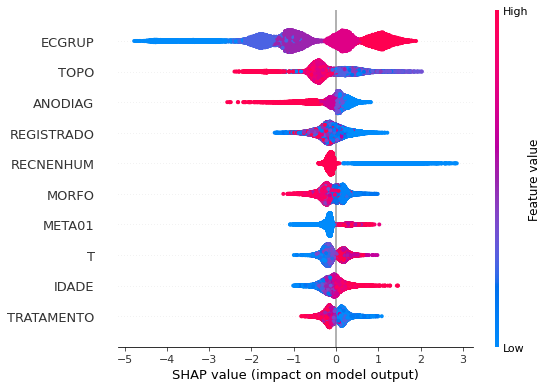 High
ECGRUP
TOPO
ANODIAG
REGISTRADO
RECNENHUM
MORFO
META01
T
IDADE
TRATAMENTO
Feature value
Low
−5 −4 −3 −2 −1 0 1 2 3
SHAP value (impact on model output)